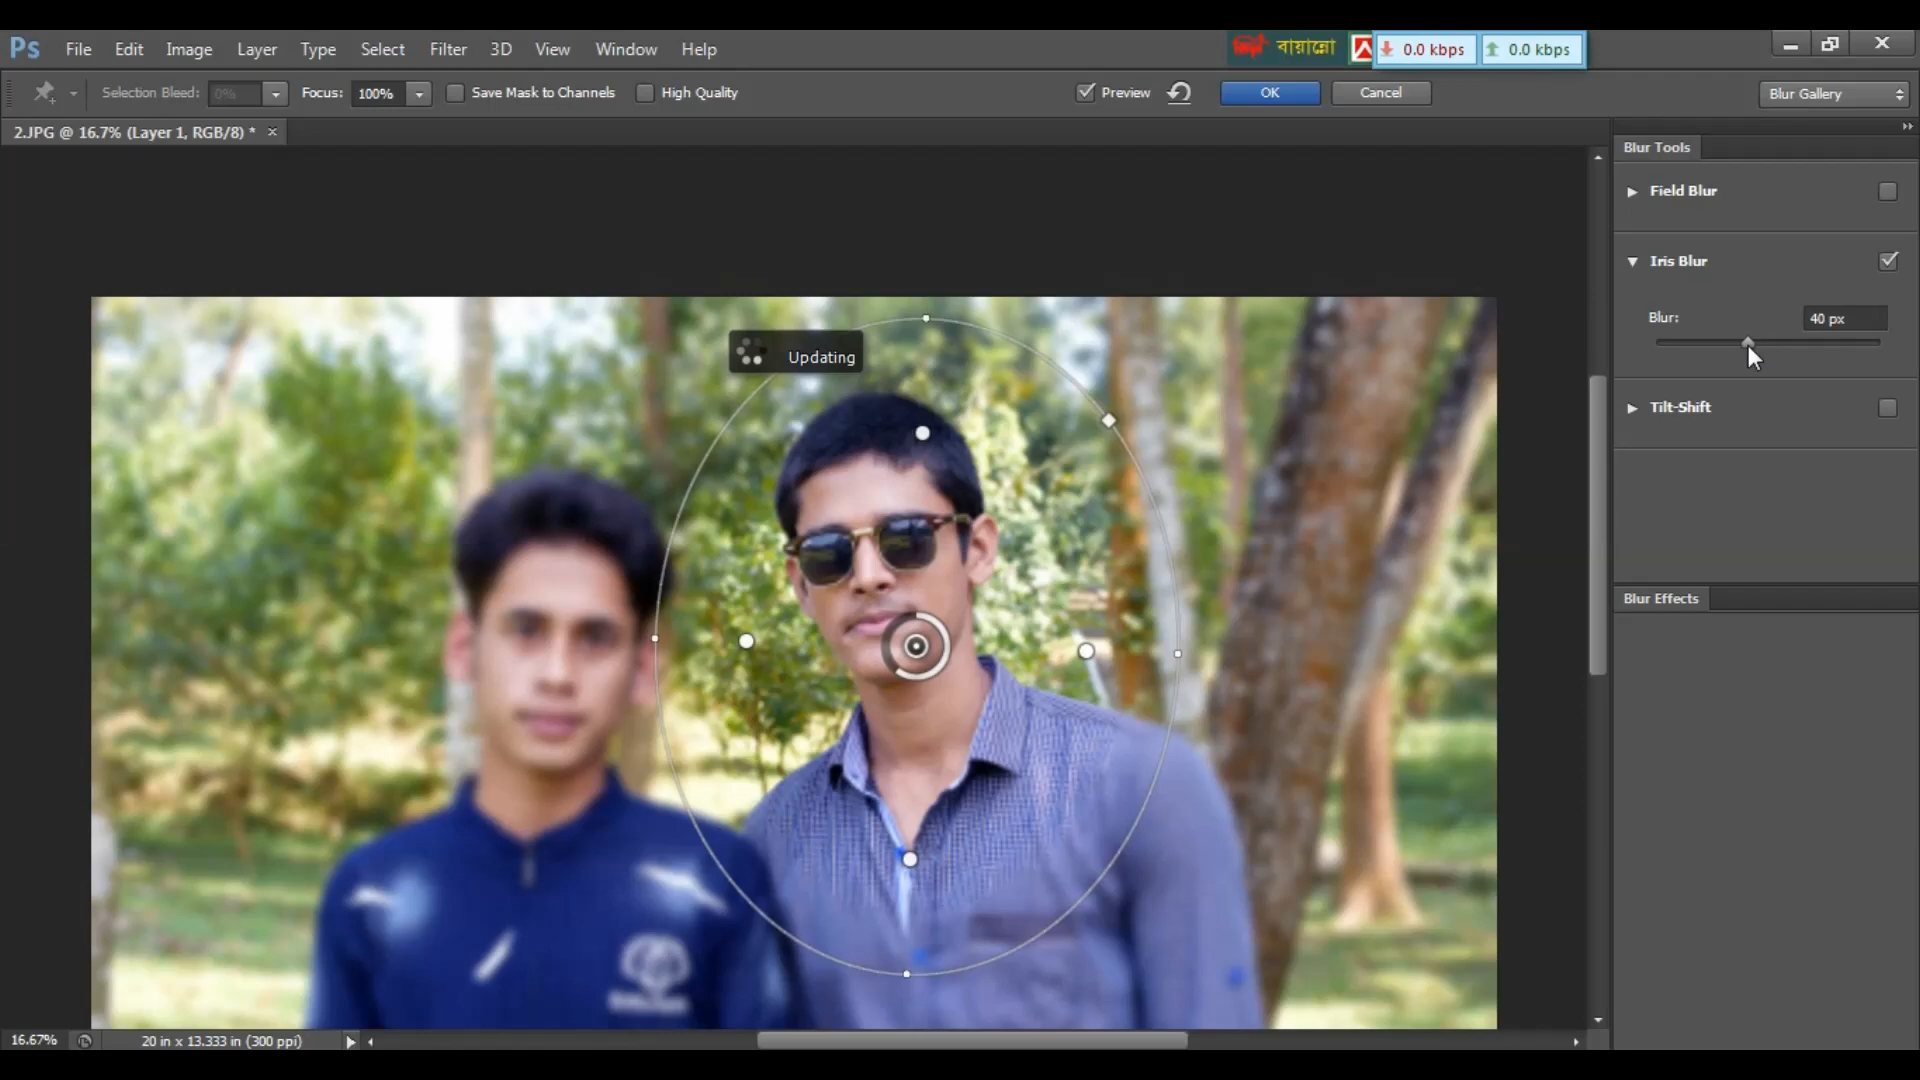 Ps File Edit Image Layer Type Select Filter 3D View Window Help বায়ান্নো 0.0 kbps 0.0 kbps
Selection Bleed: 0% Focus: 100% Save Mask to Channels High Quality Preview OK Cancel Blur Gallery
2.JPG @ 16.7% (Layer 1, RGB/8) *
Blur Tools
Field Blur
Iris Blur
Blur: 40 px
Updating
Tilt-Shift
Blur Effects
16.67% 20 in x 13.333 in (300 ppi)